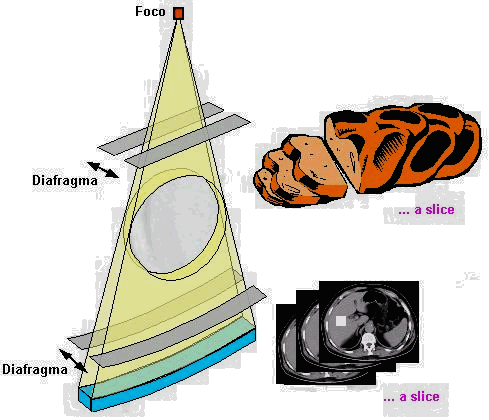 Foco
Diafragma
... a slice
Diafragma
... a slice